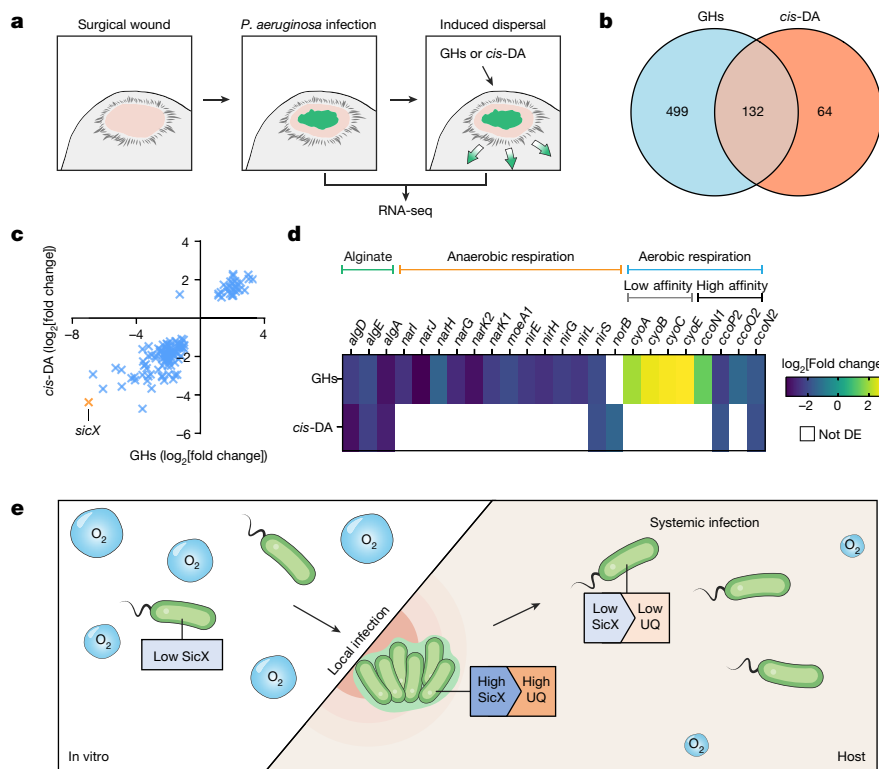 a
Surgical wound
P. aeruginosa infection
Induced dispersal
GHs or cis-DA
RNA-seq
b
GHs
cis-DA
499
132
64
c
4
2
−8
−4
4
−2
−4
−6
cis-DA (log2[fold change])
sicX
GHs (log2[fold change])
d
Alginate
Anaerobic respiration
Aerobic respiration
Low affinity
High affinity
algD
algE
algA
narI
narJ
narH
narG
narK2
narK1
moeA1
nirE
nirH
nirG
nirL
nirS
norB
cyoA
cyoB
cyoC
cyoE
ccoN1
ccoP2
ccoO2
ccoN2
GHs
cis-DA
log2[Fold change
−2
0
2
Not DE
e
O2
O2
O2
O2
O2
Low SicX
In vitro
Local infection
High SicX
High UQ
Systemic infection
Low SicX
Low UQ
O2
O2
Host